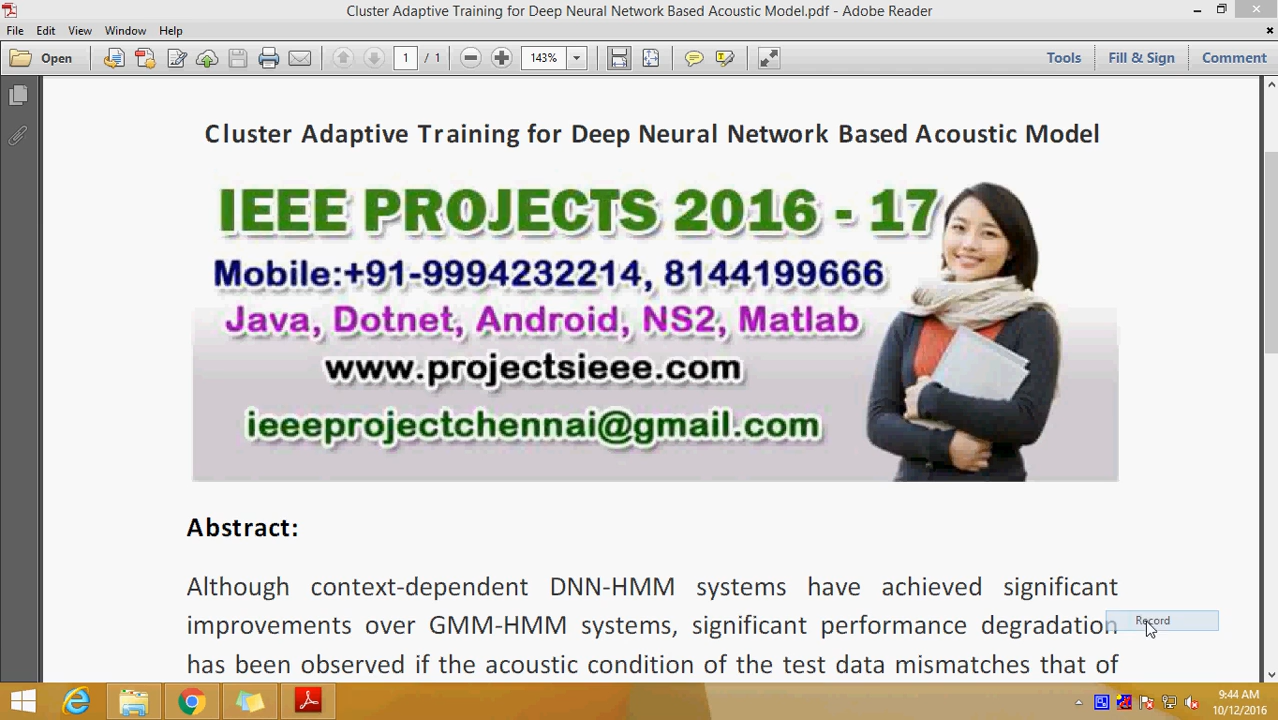 Cluster Adaptive Training for Deep Neural Network Based Acoustic Model.pdf - Adobe Reader
File Edit View Window Help
Open 1 / 1 143% Tools Fill & Sign Comment
Cluster Adaptive Training for Deep Neural Network Based Acoustic Model
IEEE PROJECTS 2016 - 17
Mobile:+91-9994232214, 8144199666
Java, Dotnet, Android, NS2, Matlab
www.projectsieee.com
ieeeprojectchennai@gmail.com
Abstract:
Although context-dependent DNN-HMM systems have achieved significant
improvements over GMM-HMM systems, significant performance degradation
has been observed if the acoustic condition of the test data mismatches that of
Record
9:44 AM
10/12/2016